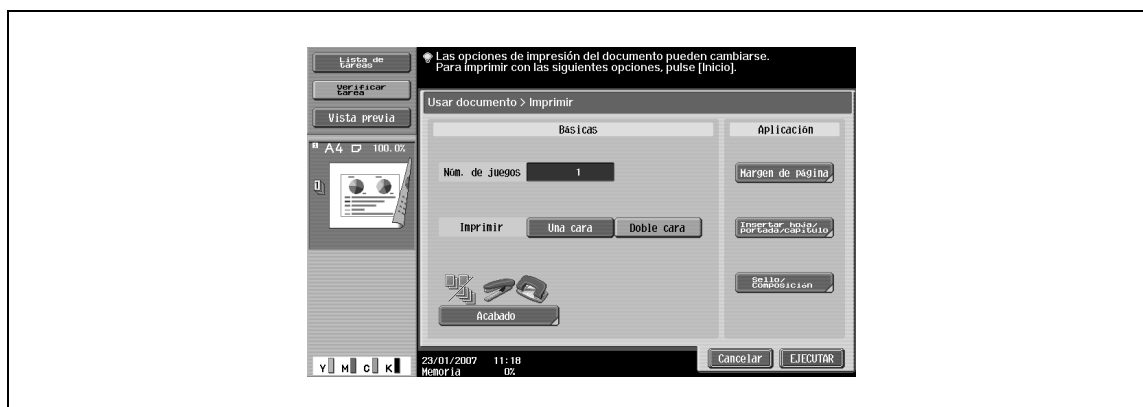 Lista de
tareas
Verificar
tarea
Vista previa
Las opciones de impresión del documento pueden cambiarse.
Para imprimir con las siguientes opciones, pulse [Inicio].
Usar documento > Imprimir
Básicas
Aplicación
A4 100.0%
Núm. de juegos 1
Margen de página
1
Imprimir Una cara Doble cara
Insertar hoja/
portada/capítulo
Sello/
Composición
Acabado
Cancelar EJECUTAR
Y M C K
23/01/2007 11:18
Memoria 0%